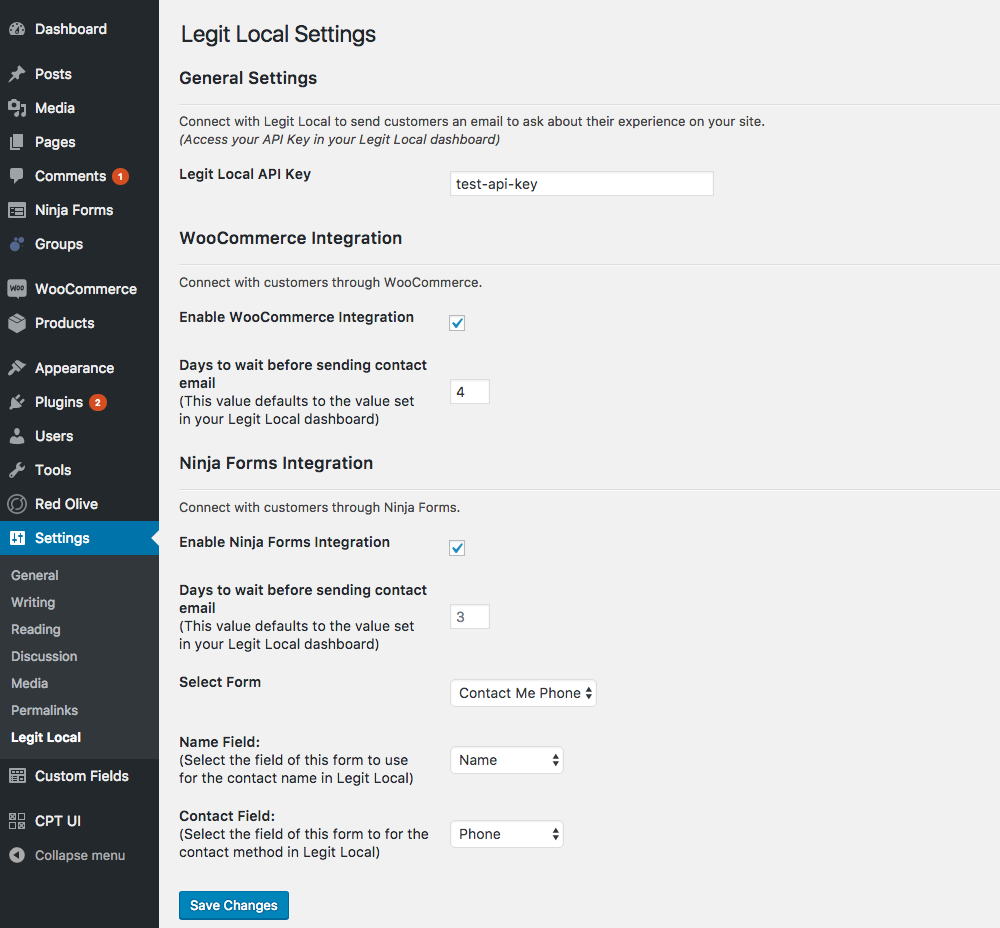 Dashboard
Posts
Media
Pages
Comments 1
Ninja Forms
Groups
WOO WooCommerce
Products
Appearance
Plugins 2
Users
Tools
Red Olive
Settings
General
Writing
Reading
Discussion
Media
Permalinks
Legit Local
Custom Fields
CPT UI
Collapse menu
Legit Local Settings
General Settings
Connect with Legit Local to send customers an email to ask about their experience on your site.
(Access your API Key in your Legit Local dashboard)
Legit Local API Key
test-api-key
WooCommerce Integration
Connect with customers through WooCommerce.
Enable WooCommerce Integration
Days to wait before sending contact
email
(This value defaults to the value set
in your Legit Local dashboard)
4
Ninja Forms Integration
Connect with customers through Ninja Forms.
Enable Ninja Forms Integration
Days to wait before sending contact
email
(This value defaults to the value set
in your Legit Local dashboard)
3
Select Form
Contact Me Phone
Name Field:
(Select the field of this form to use
for the contact name in Legit Local)
Name
Contact Field:
(Select the field of this form to for the
contact method in Legit Local)
Phone
Save Changes